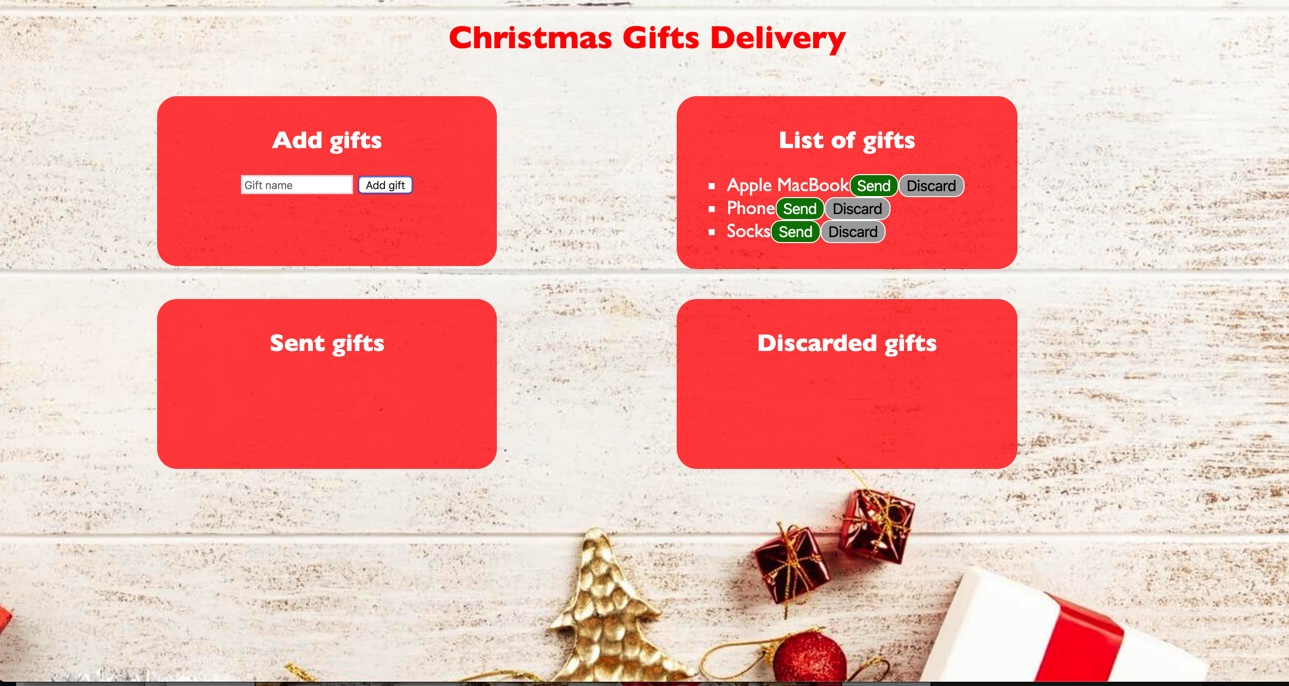 Christmas Gifts Delivery
Add gifts
Gift name Add gift
List of gifts
Apple MacBook Send Discard
Phone Send Discard
Socks Send Discard
Sent gifts
Discarded gifts